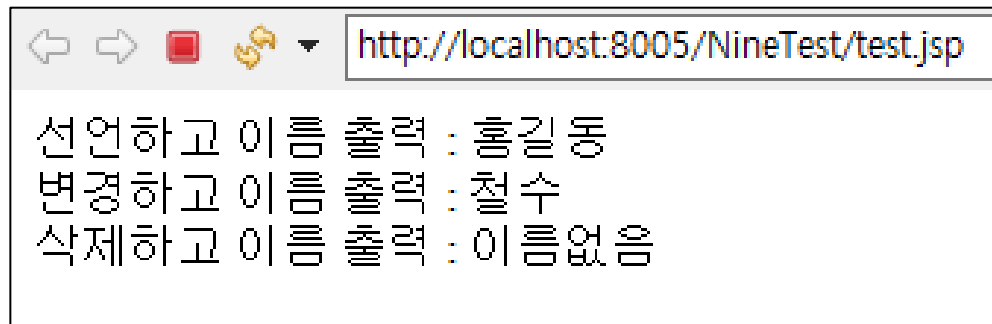 http://localhost:8005/NineTest/test.jsp
선언하고 이름 출력 : 홍길동
변경하고 이름 출력 : 철수
삭제하고 이름 출력 : 이름없음